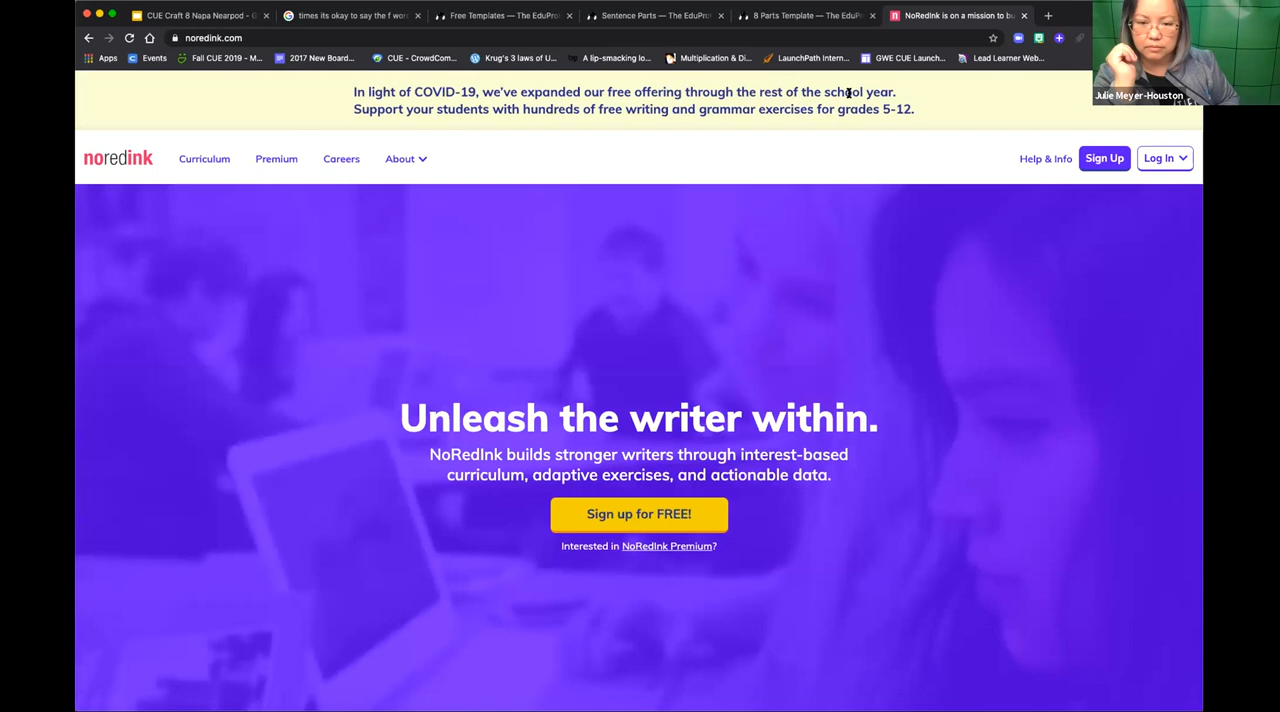 CUE Craft 8 Napa Nearpod - G
times its okay to say the f wor
Free Templates — The EduPro
Sentence Parts — The EduPro
8 Parts Template — The EduPr
NoRedInk is on a mission to bu
noredink.com
Apps
Events
Fall CUE 2019 - M...
2017 New Board...
CUE - CrowdCom...
Krug's 3 laws of U...
A lip-smacking lo...
Multiplication & Di...
LaunchPath Intern...
GWE CUE Launch...
Lead Learner Web...
Julie Meyer-Houston
In light of COVID-19, we've expanded our free offering through the rest of the school year.
Support your students with hundreds of free writing and grammar exercises for grades 5-12.
noredink
Curriculum
Premium
Careers
About
Help & Info
Sign Up
Log In
Unleash the writer within.
NoRedInk builds stronger writers through interest-based
curriculum, adaptive exercises, and actionable data.
Sign up for FREE!
Interested in NoRedInk Premium?